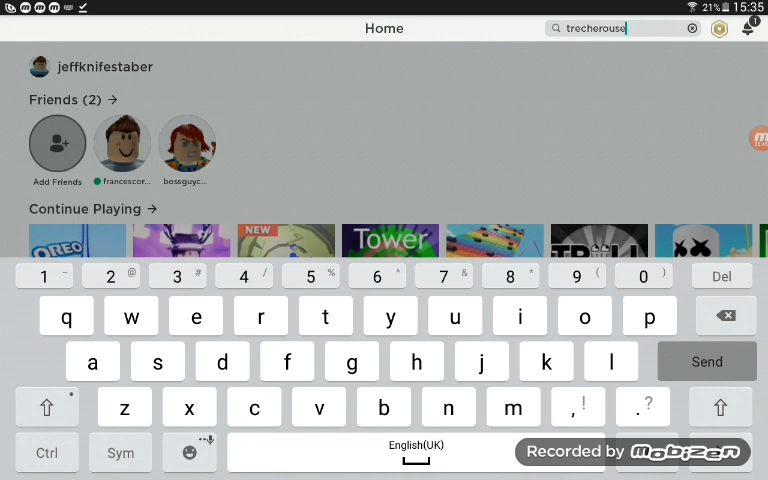 21% 15:35
Home
trecherouse
1
jeffknifestaber
Friends (2) →
Add Friends
francescor...
bossguyc...
Continue Playing →
OREO
NEW
Tower
1 - 2 @ 3 # 4 / 5 % 6 ^ 7 & 8 * 9 ( 0 ) Del
q w e r t y u i o p
a s d f g h j k l Send
z x c v b n m , ! . ?
Ctrl Sym English(UK)
Recorded by mobizen